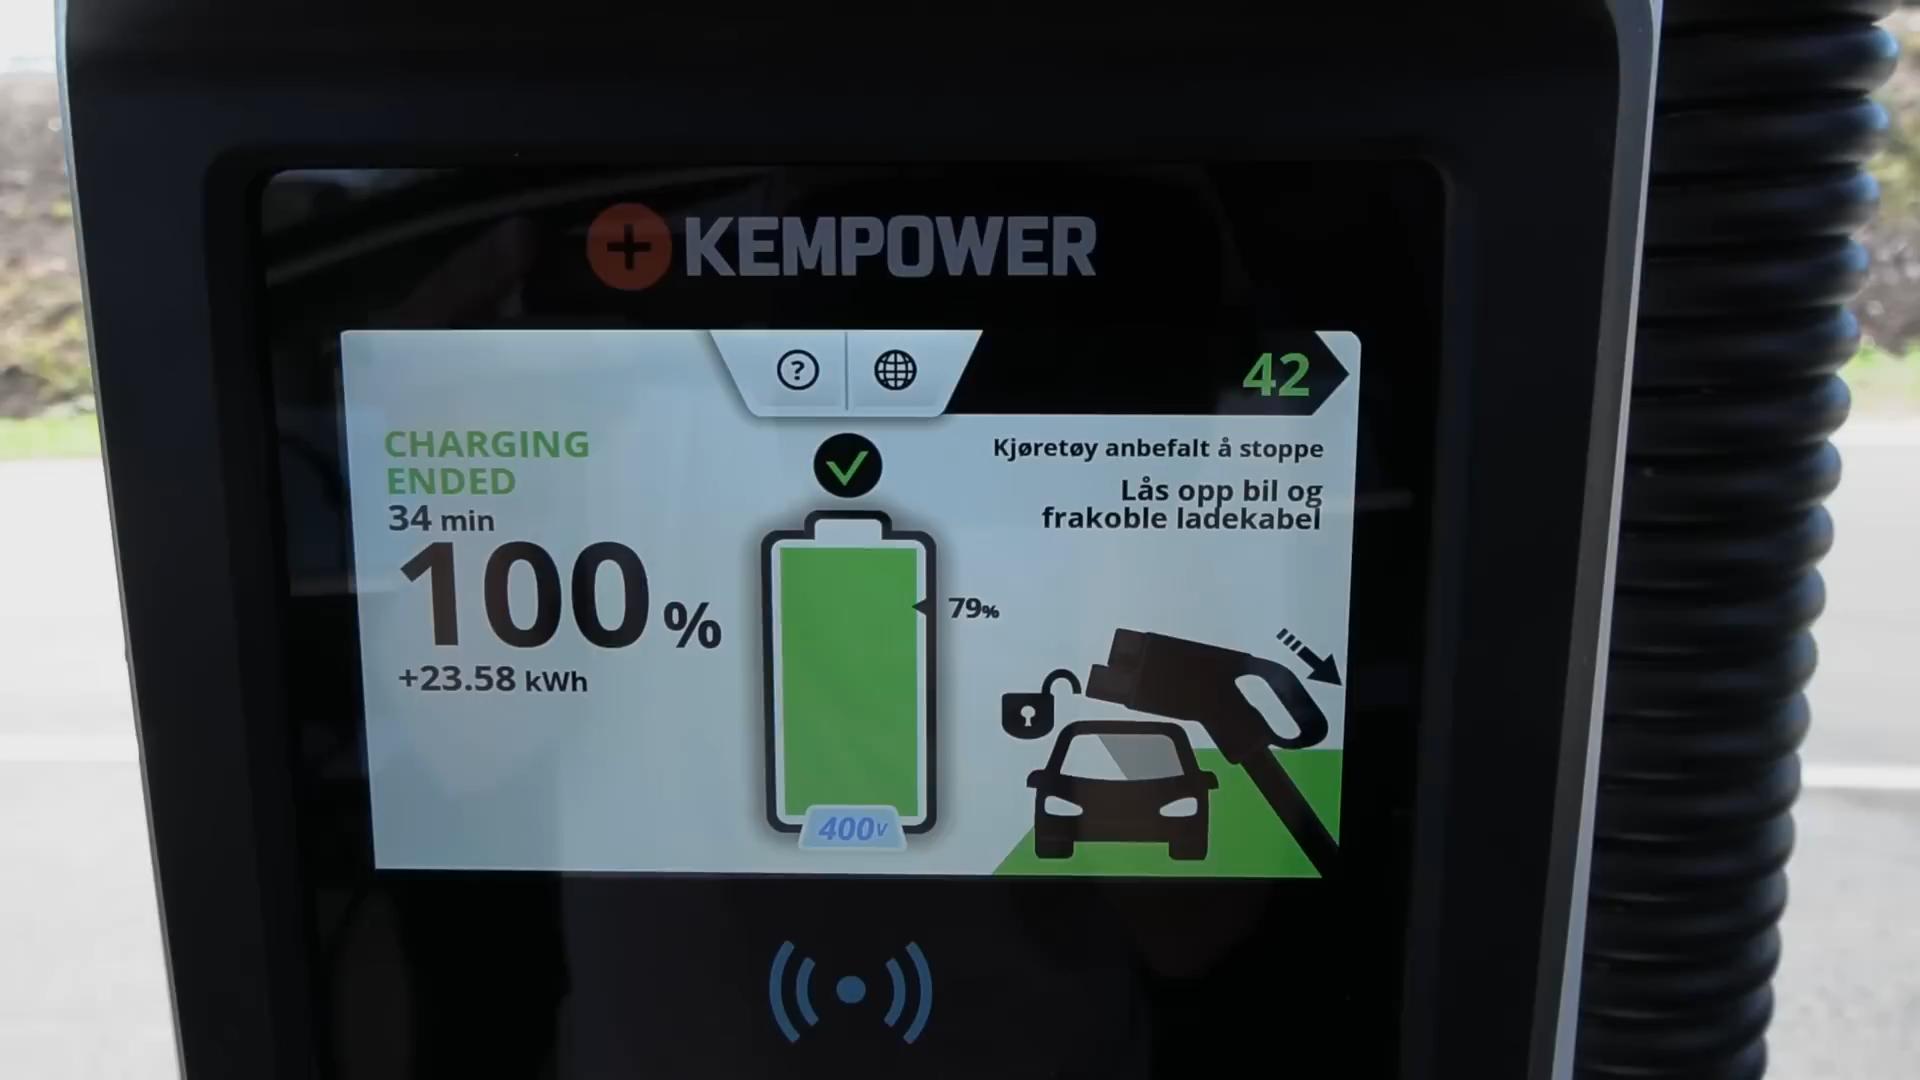 KEMPOWER
42
CHARGING
ENDED
34 min
100 %
+23.58 kWh
79%
400V
Kjøretøy anbefalt å stoppe
Lås opp bil og
frakoble ladekabel